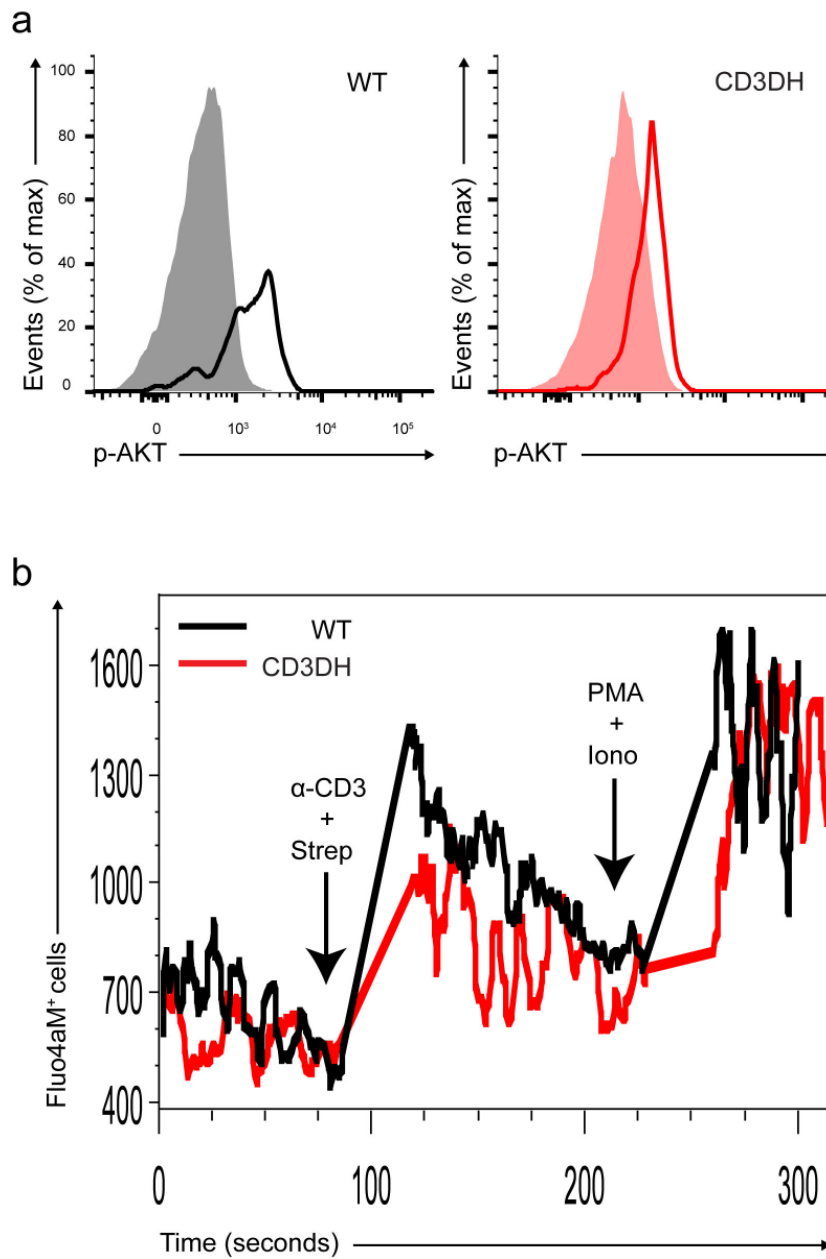 a
WT
CD3DH
100
80
60
40
20
0
Events (% of max)
Events (% of max)
0
10³
10⁴
10⁵
p-AKT
p-AKT
b
WT
CD3DH
1600
1300
1000
700
400
Fluo4aM⁺ cells
α-CD3
+
Strep
PMA
+
Iono
0
100
200
300
Time (seconds)